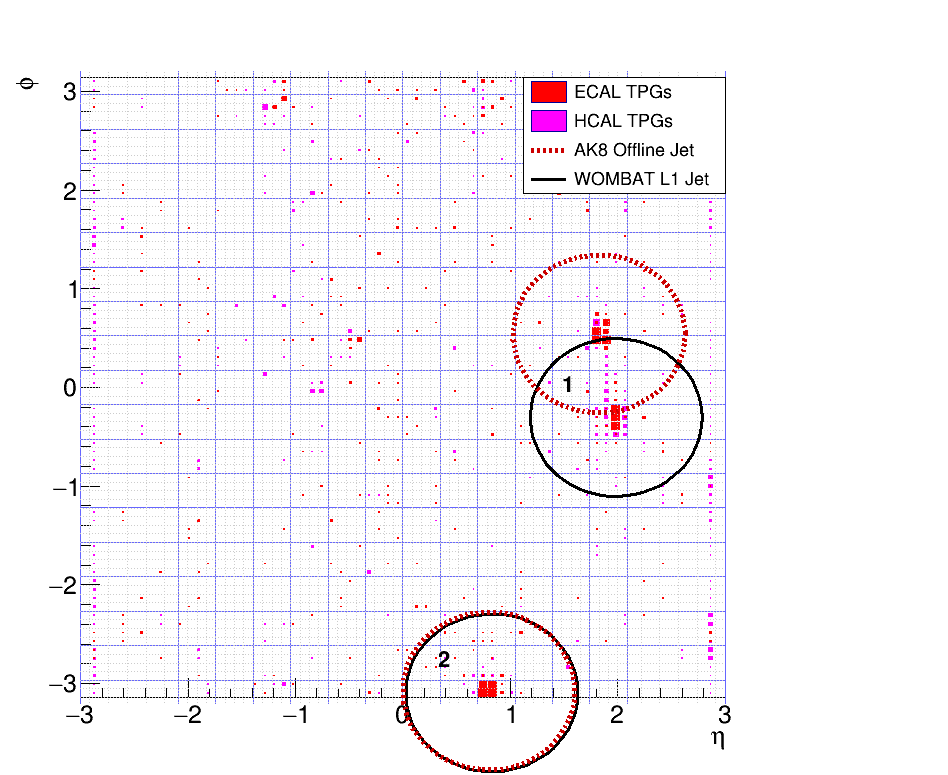 φ
3
2
1
0
−1
−2
−3
ECAL TPGs
HCAL TPGs
AK8 Offline Jet
WOMBAT L1 Jet
1
2
−3 −2 −1 0 1 2 3
η